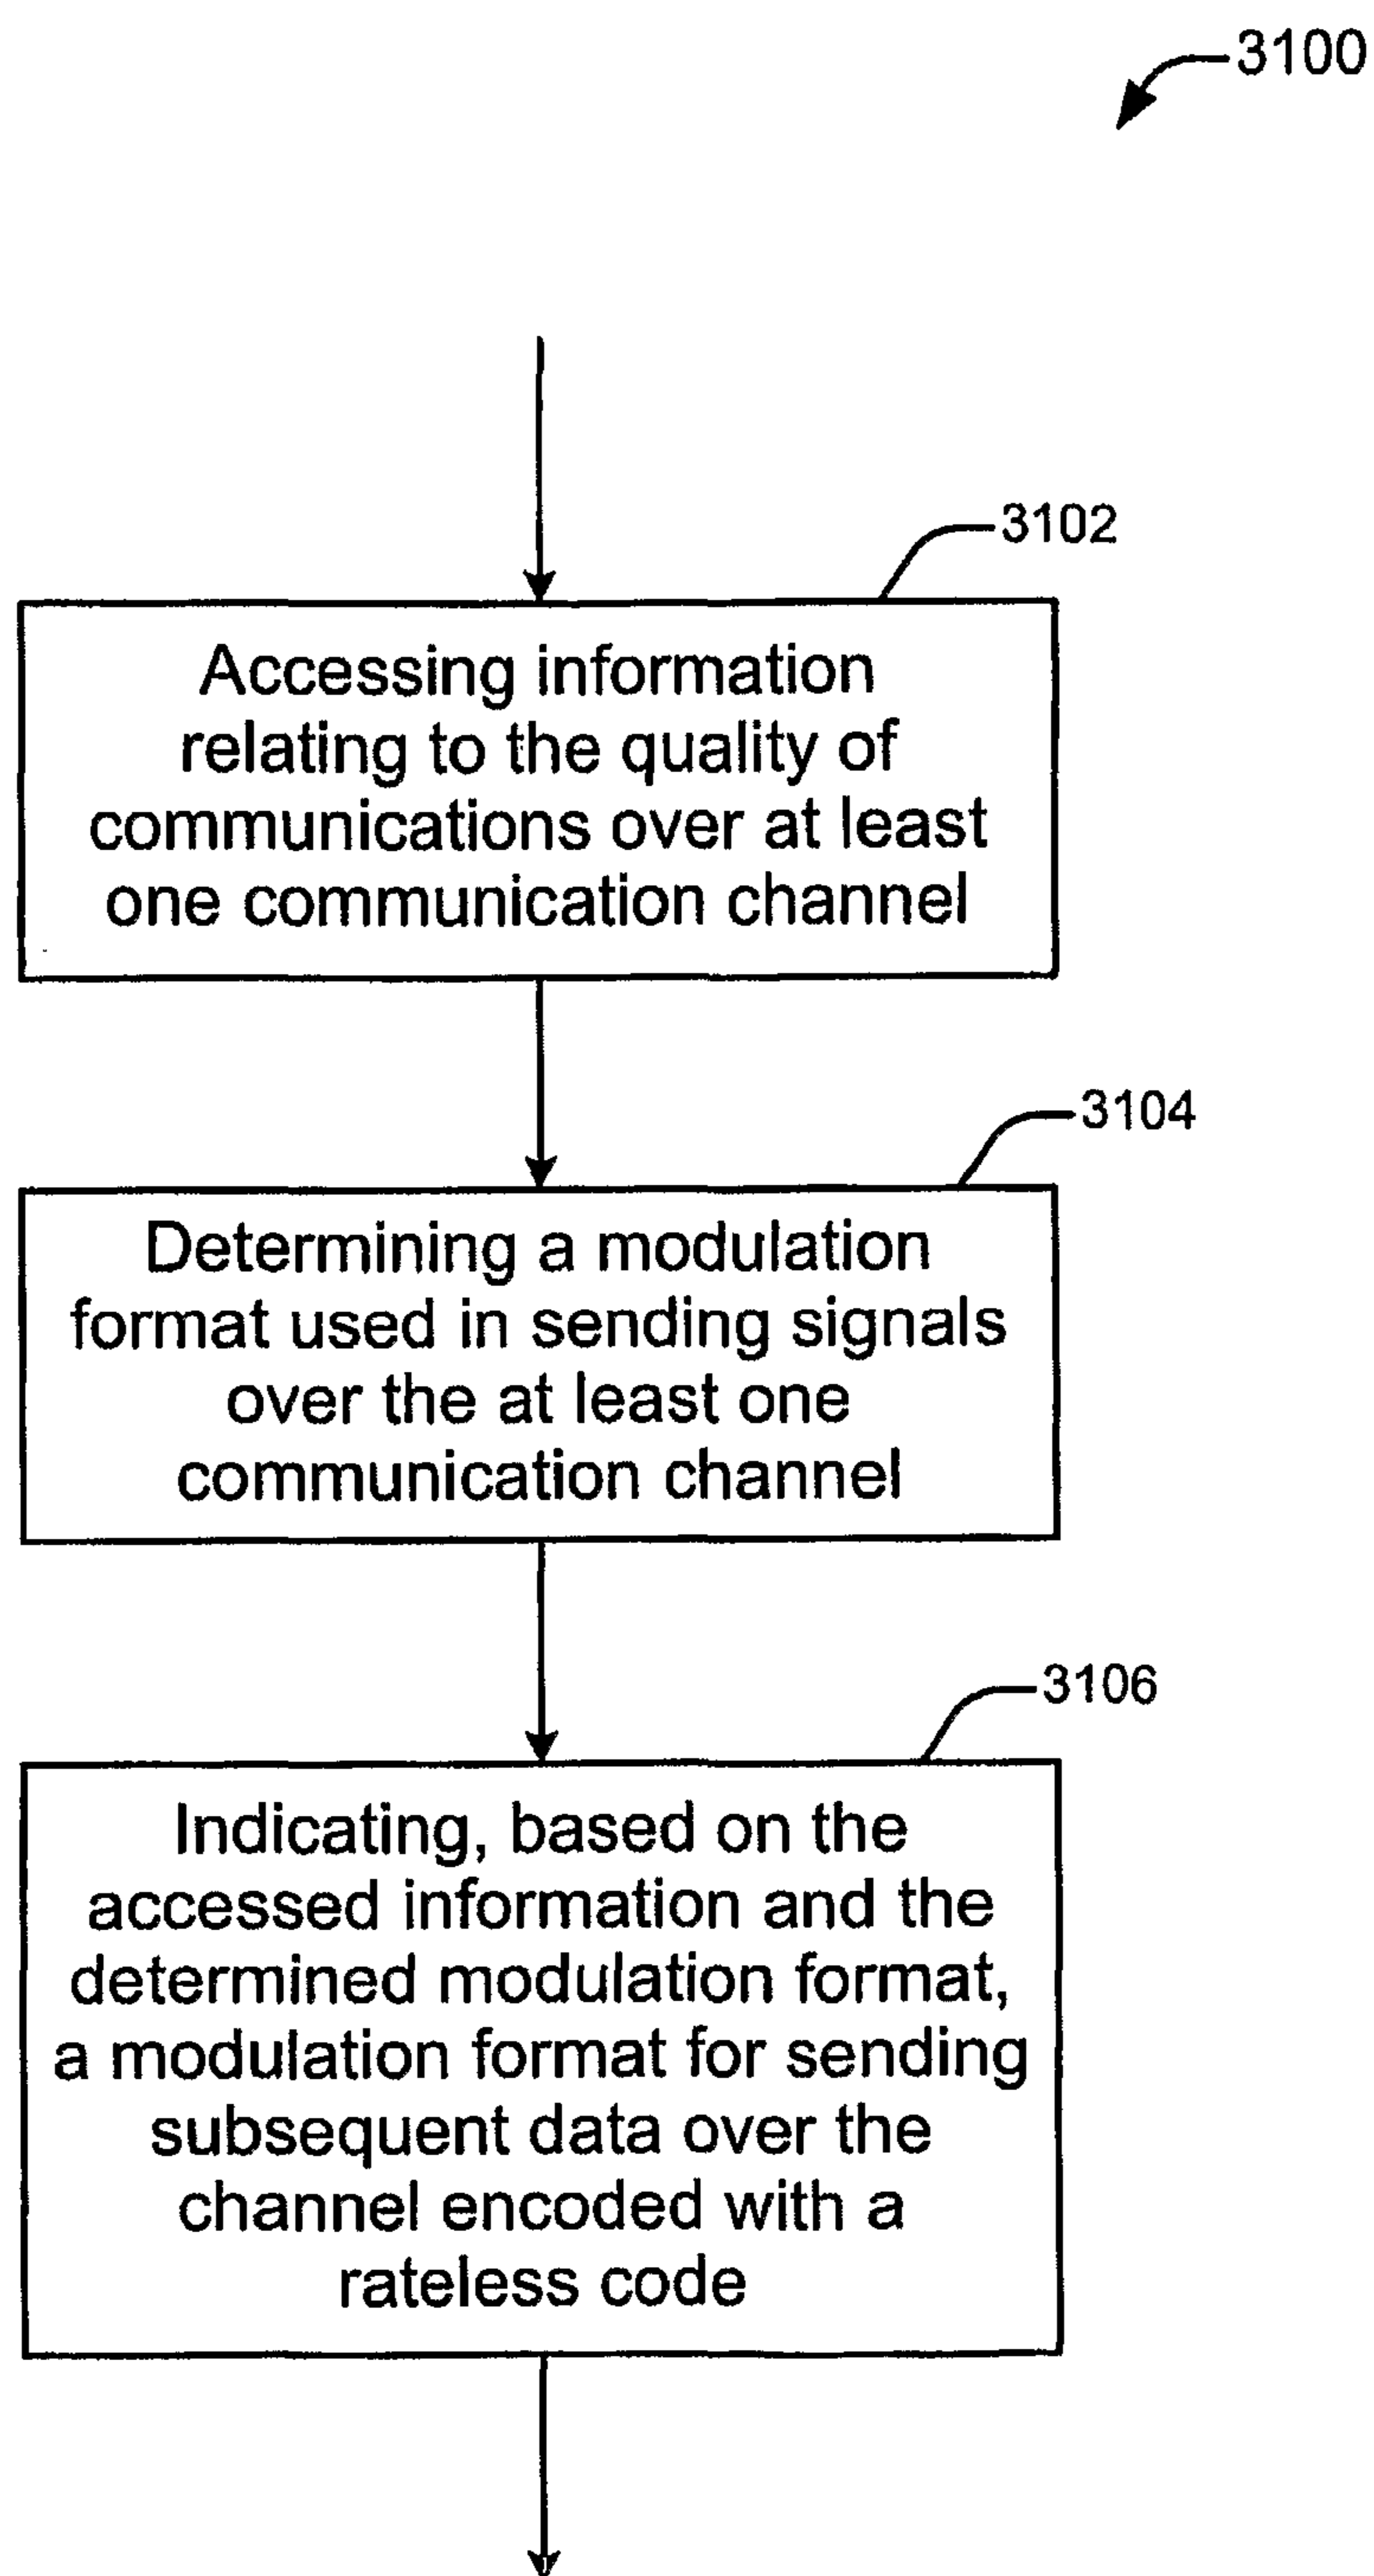 3100
3102
Accessing information
relating to the quality of
communications over at least
one communication channel
3104
Determining a modulation
format used in sending signals
over the at least one
communication channel
3106
Indicating, based on the
accessed information and the
determined modulation format,
a modulation format for sending
subsequent data over the
channel encoded with a
rateless code